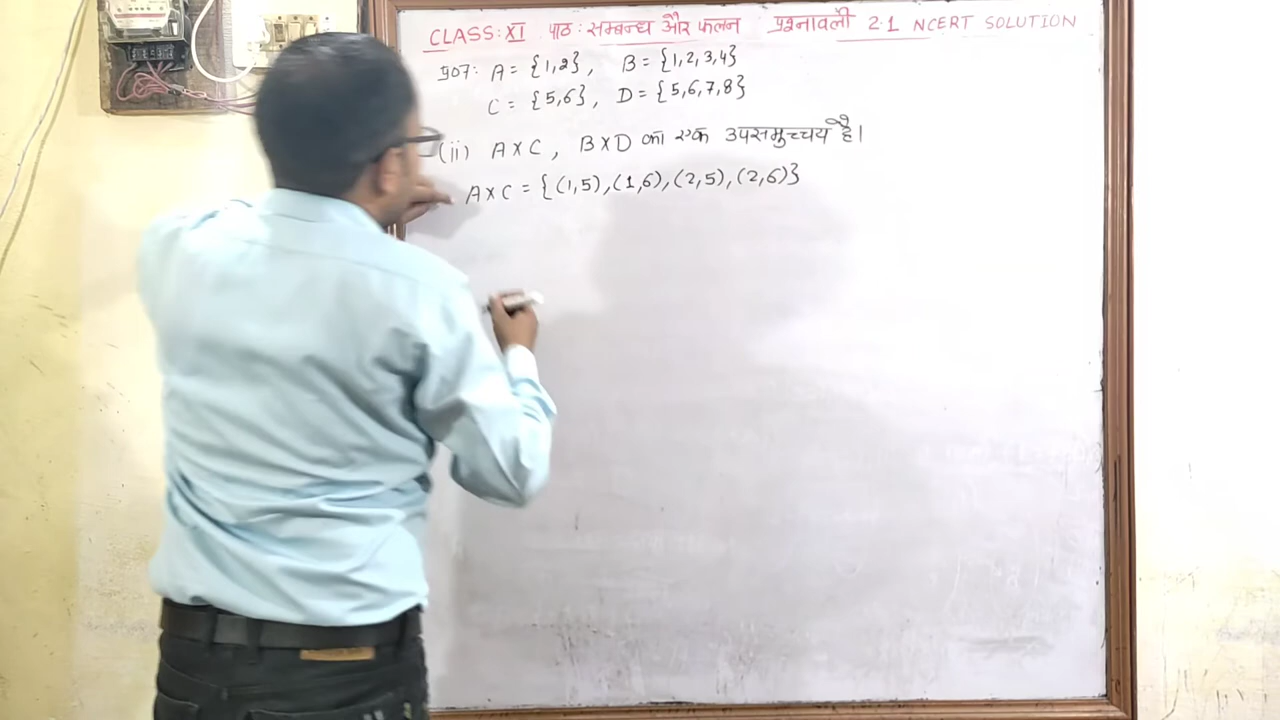 CLASS: XI पाठ: सम्बन्ध और फलन प्रश्नावली 2.1 NCERT SOLUTION
प्र07: A = {1,2}, B = {1,2,3,4}
C = {5,6}, D = {5,6,7,8}
(ii) A×C, B×D का एक उपसमुच्चय है।
A×C = {(1,5),(1,6),(2,5),(2,6)}